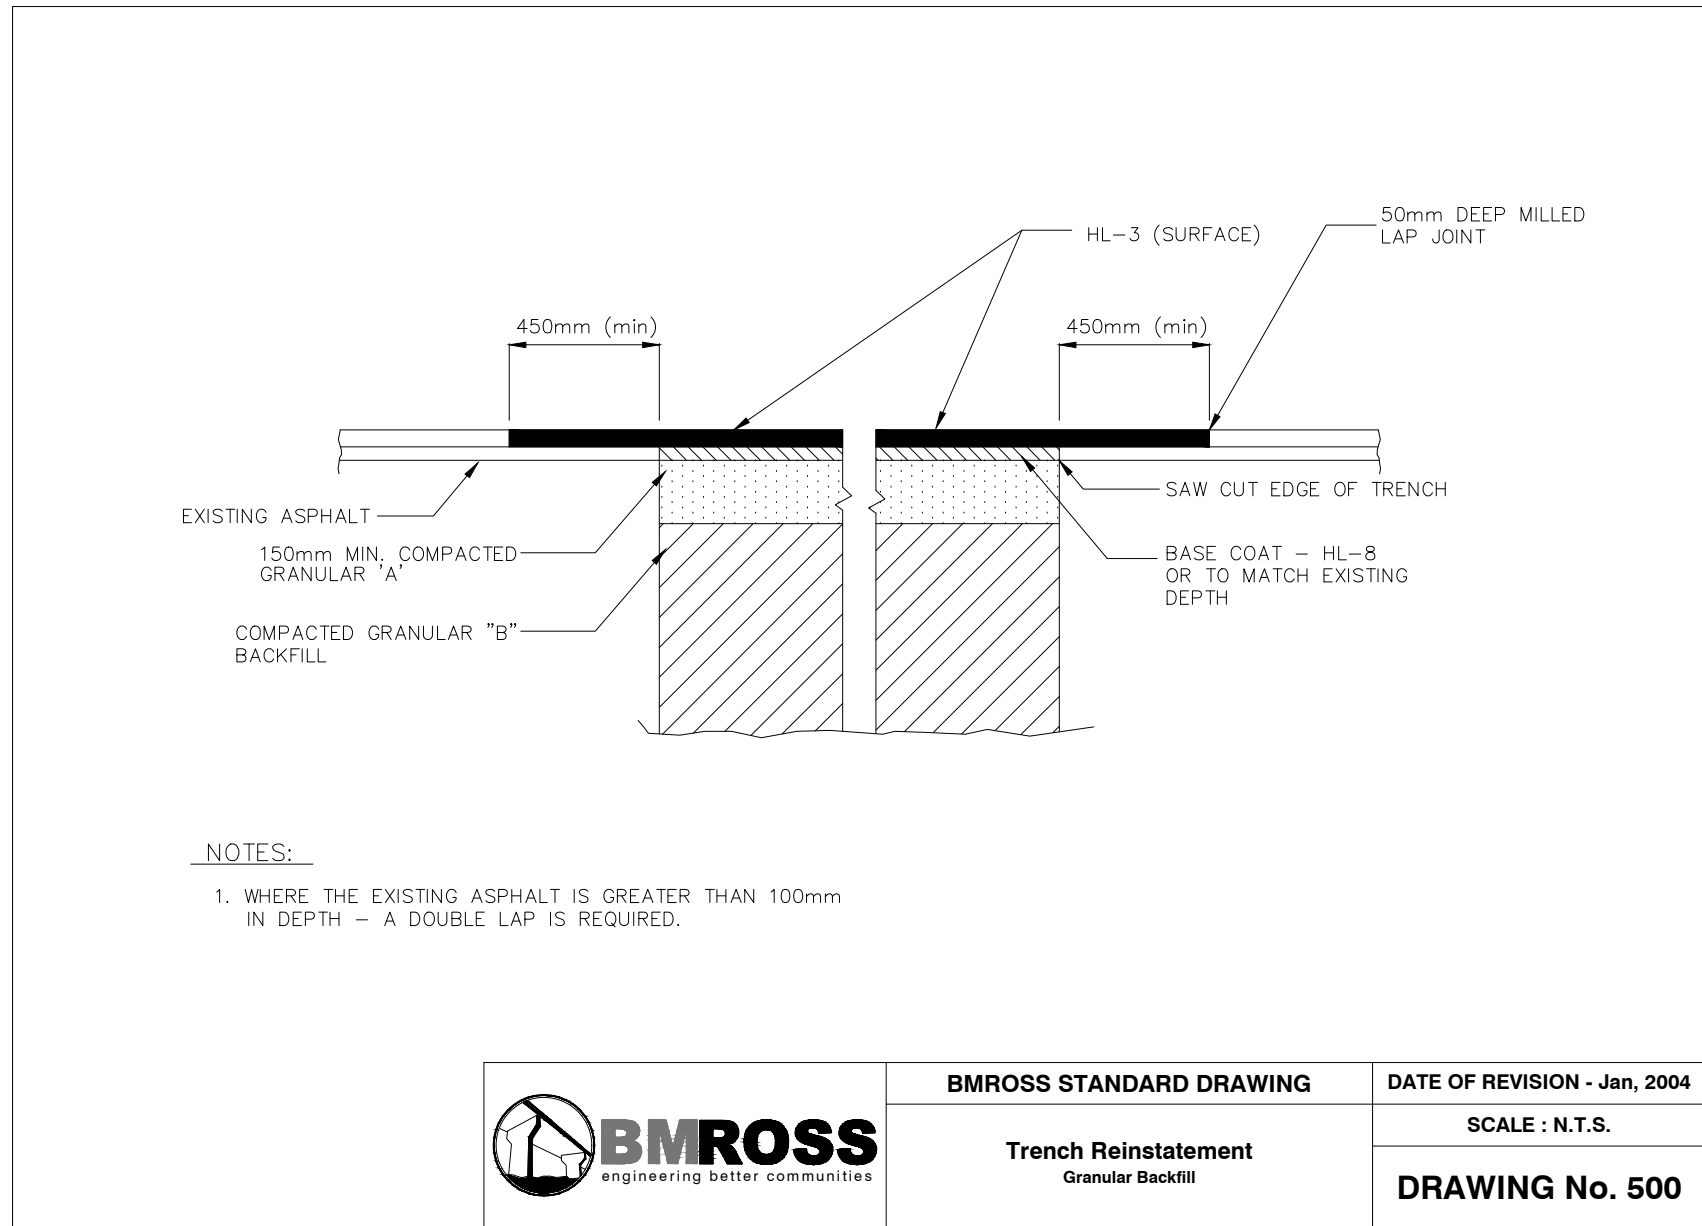 50mm DEEP MILLED
LAP JOINT
HL-3 (SURFACE)
450mm (min)
450mm (min)
SAW CUT EDGE OF TRENCH
EXISTING ASPHALT
150mm MIN. COMPACTED
GRANULAR 'A'
BASE COAT - HL-8
OR TO MATCH EXISTING
DEPTH
COMPACTED GRANULAR "B"
BACKFILL
NOTES:
1. WHERE THE EXISTING ASPHALT IS GREATER THAN 100mm
IN DEPTH - A DOUBLE LAP IS REQUIRED.
BMROSS
engineering better communities
BMROSS STANDARD DRAWING
Trench Reinstatement
Granular Backfill
DATE OF REVISION - Jan, 2004
SCALE : N.T.S.
DRAWING No. 500